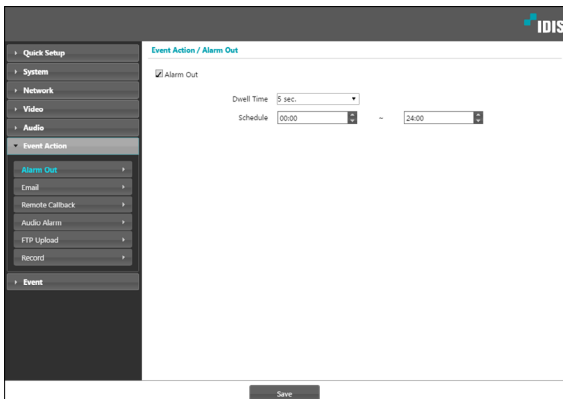 IDIS
Quick Setup
System
Network
Video
Audio
Event Action
Alarm Out
Email
Remote Callback
Audio Alarm
FTP Upload
Record
Event
Event Action / Alarm Out
Alarm Out
Dwell Time 5 sec.
Schedule 00:00 ~ 24:00
Save